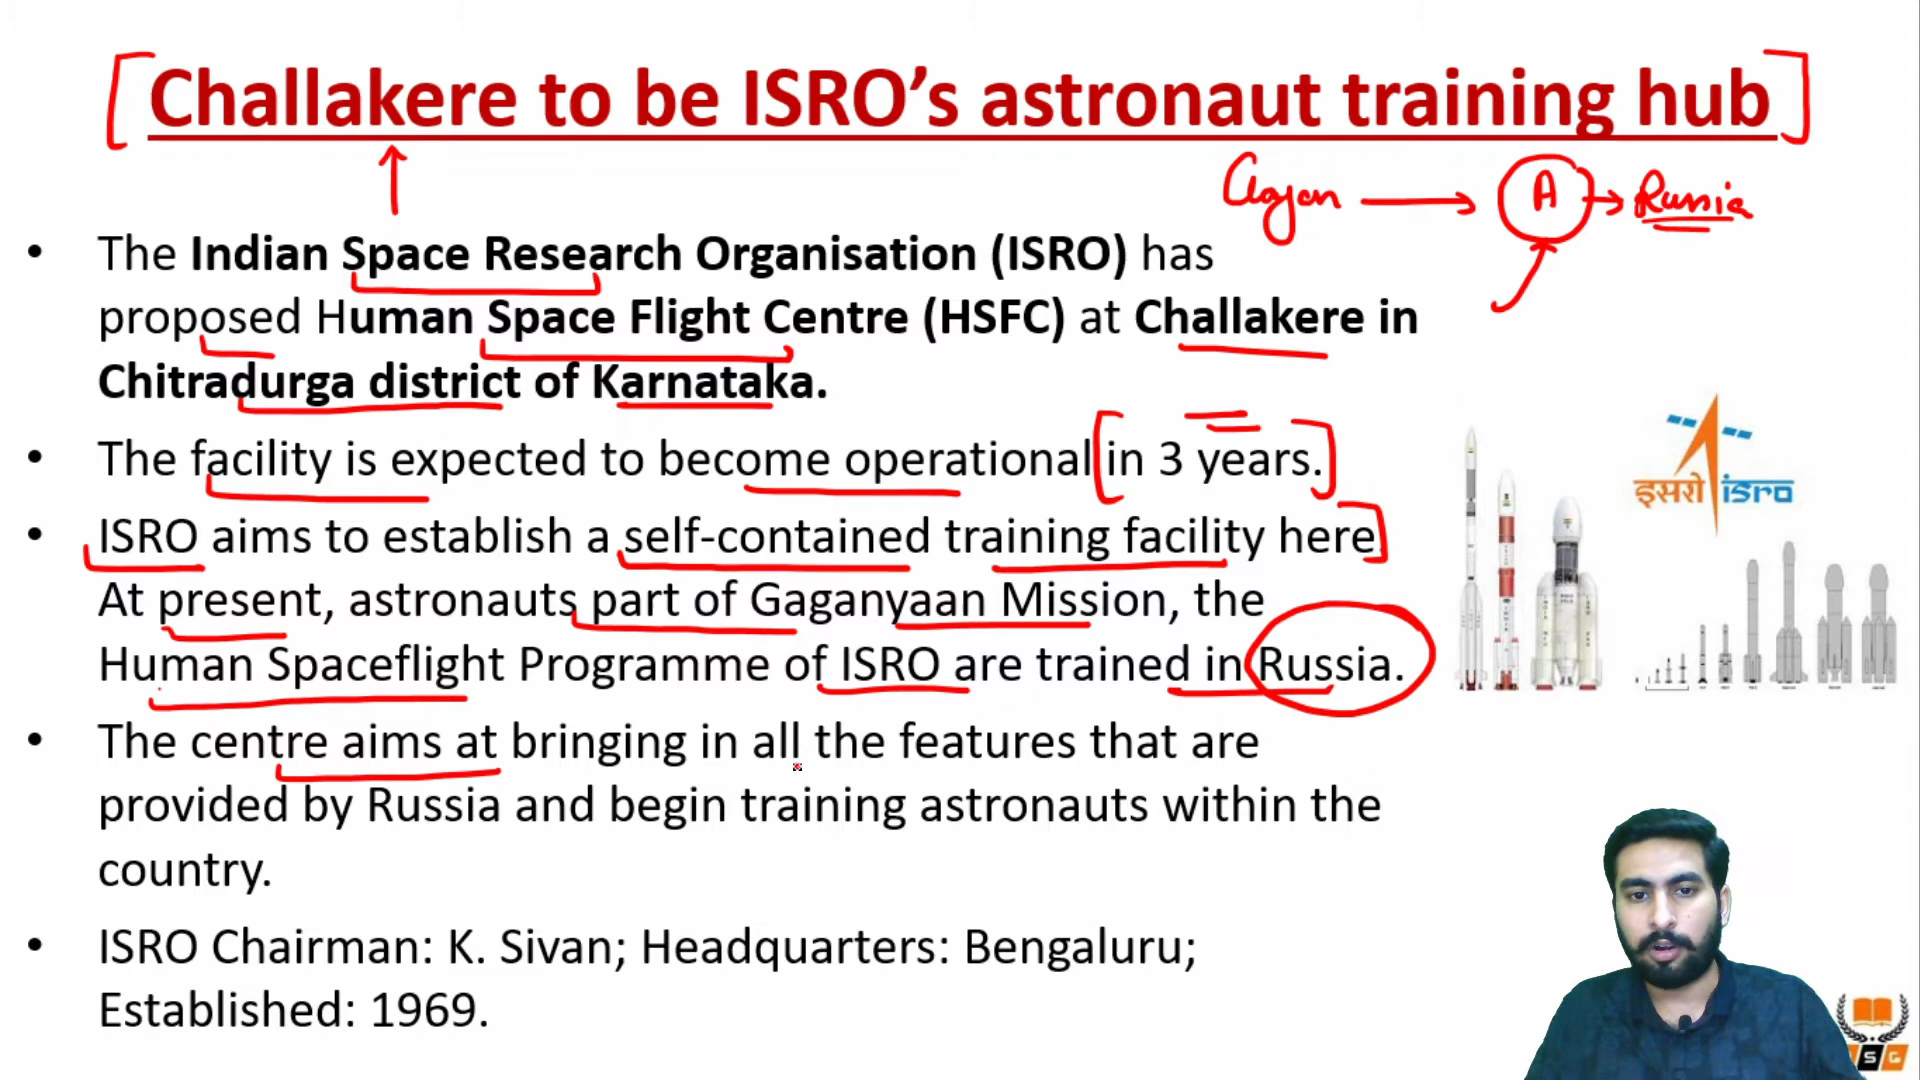 Challakere to be ISRO’s astronaut training hub
A
Russia
• The Indian Space Research Organisation (ISRO) has
proposed Human Space Flight Centre (HSFC) at Challakere in
Chitradurga district of Karnataka.
• The facility is expected to become operational in 3 years.
• ISRO aims to establish a self-contained training facility here.
At present, astronauts part of Gaganyaan Mission, the
Human Spaceflight Programme of ISRO are trained in Russia.
• The centre aims at bringing in all the features that are
provided by Russia and begin training astronauts within the
country.
• ISRO Chairman: K. Sivan; Headquarters: Bengaluru;
Established: 1969.
इसरो isro
S G